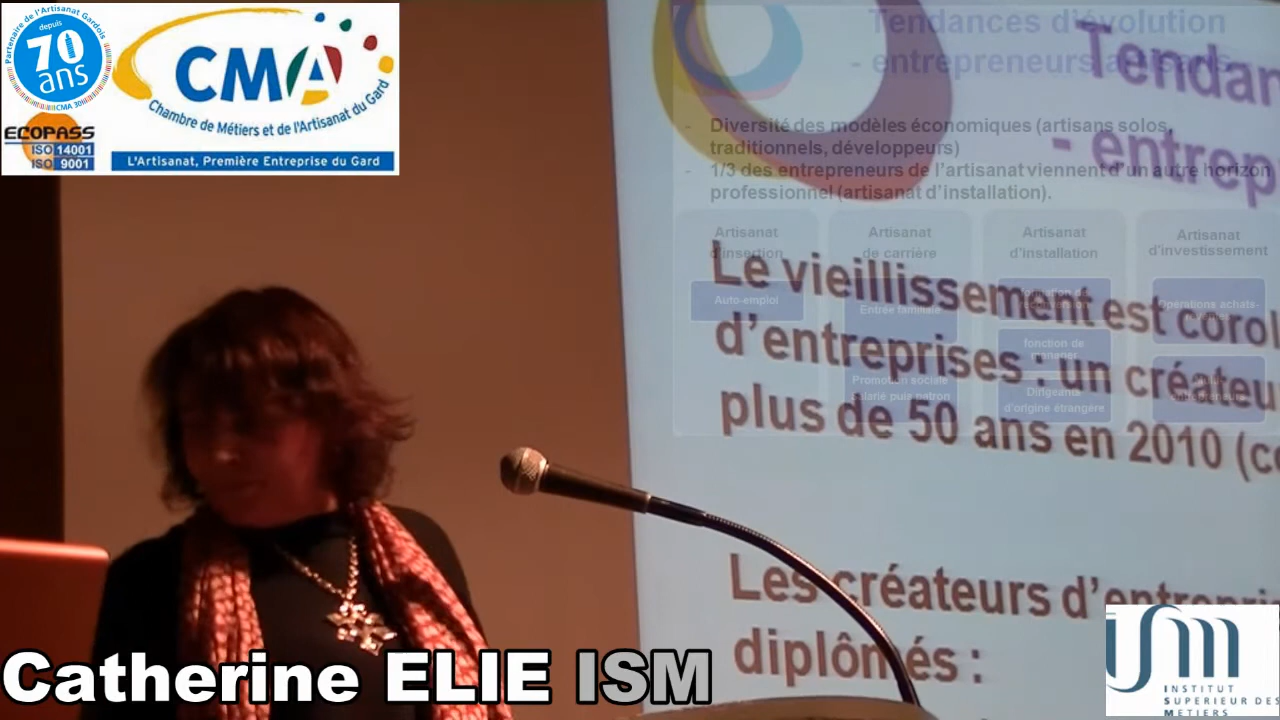 Partenaire de l'Artisanat Gardois
depuis
70
ans
CMA 30
CMA
Chambre de Métiers et de l'Artisanat du Gard
ECOPASS
ISO 14001
ISO 9001
L'Artisanat, Première Entreprise du Gard
Tendances d'évolution
- entrepreneurs artisans
- Diversité des modèles économiques (artisans solos,
traditionnels, développeurs)
- 1/3 des entrepreneurs de l'artisanat viennent d'un autre horizon
professionnel (artisanat d'installation).
Artisanat
d'insertion
Auto-emploi
Artisanat
de carrière
Entrée familiale
Promotion sociale
Salarié puis patron
Artisanat
d'installation
fonction de
manager
Dirigeants
d'origine étrangère
Artisanat
d'investissement
Opérations achats-
Tendan
- entrep
Le vieillissement est corol
d'entreprises : un créateu
plus de 50 ans en 2010 (co
Les créateurs d'entrepri
diplômés :
Catherine ELIE ISM
ism
INSTITUT
SUPERIEUR DES
METIERS